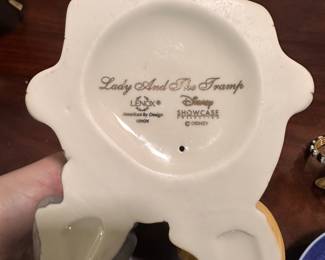 Lady And The Tramp
LENOX®
American By Design
Disney
SHOWCASE
© DISNEY